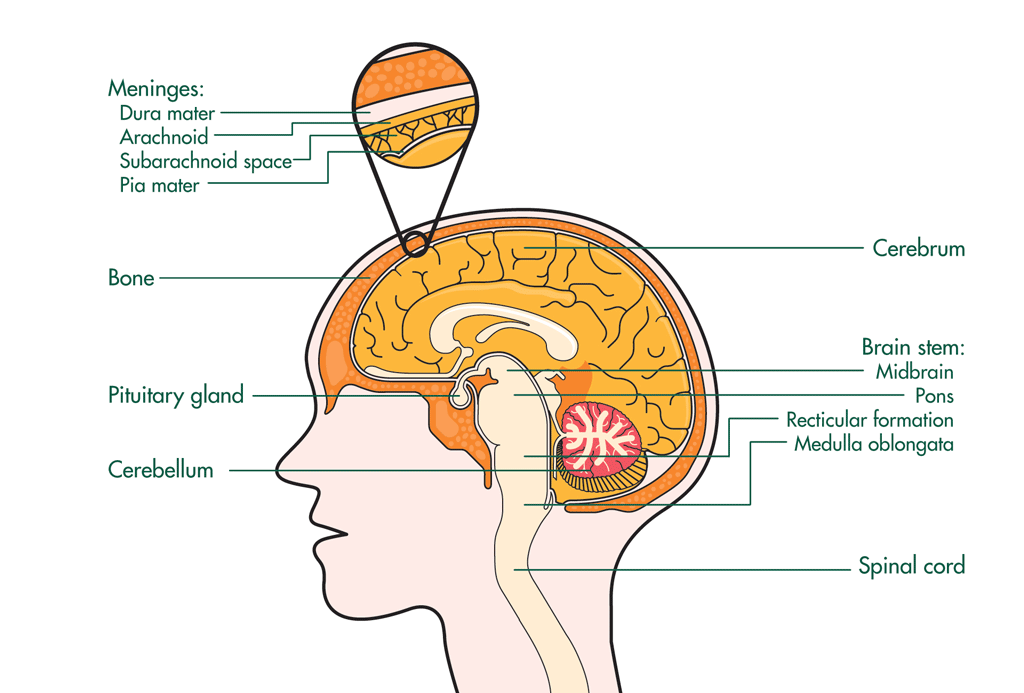 Meninges:
Dura mater
Arachnoid
Subarachnoid space
Pia mater
Bone
Pituitary gland
Cerebellum
Cerebrum
Brain stem:
Midbrain
Pons
Recticular formation
Medulla oblongata
Spinal cord